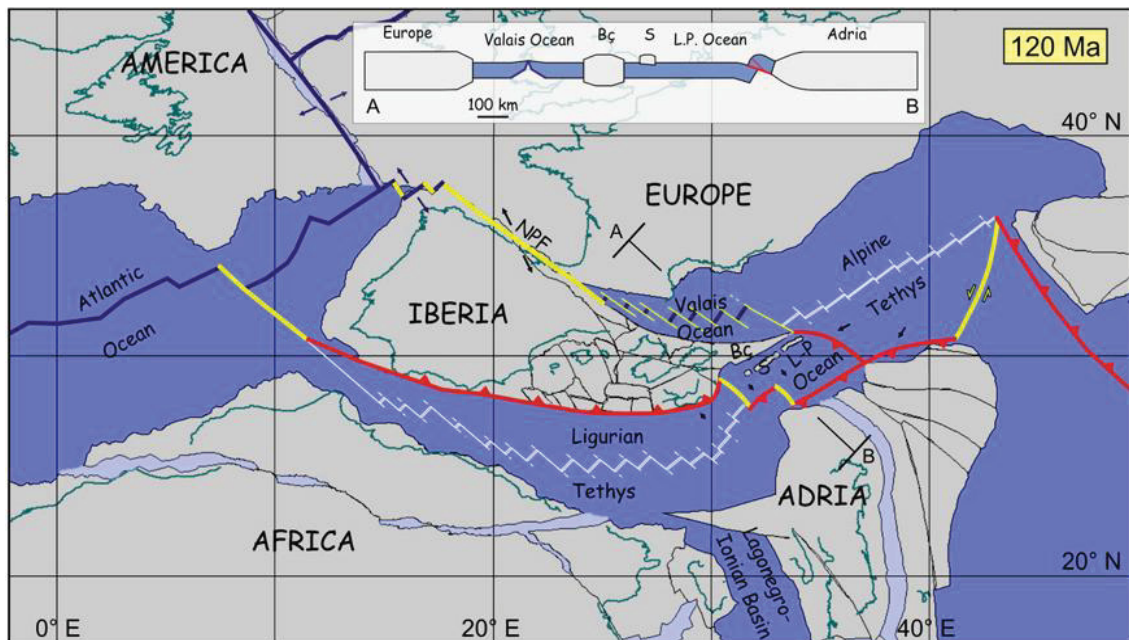 Europe
Valais Ocean
Bç
S
L.P. Ocean
Adria
120 Ma
A
100 km
B
AMERICA
40° N
EUROPE
A
NPF
Alpine
Tethys
Atlantic
Ocean
IBERIA
Valais
Ocean
Bç
S
L-P
Ocean
Ligurian
Tethys
B
ADRIA
AFRICA
Lagonegro-
Ionian Basin
20° N
0° E
20° E
40° E